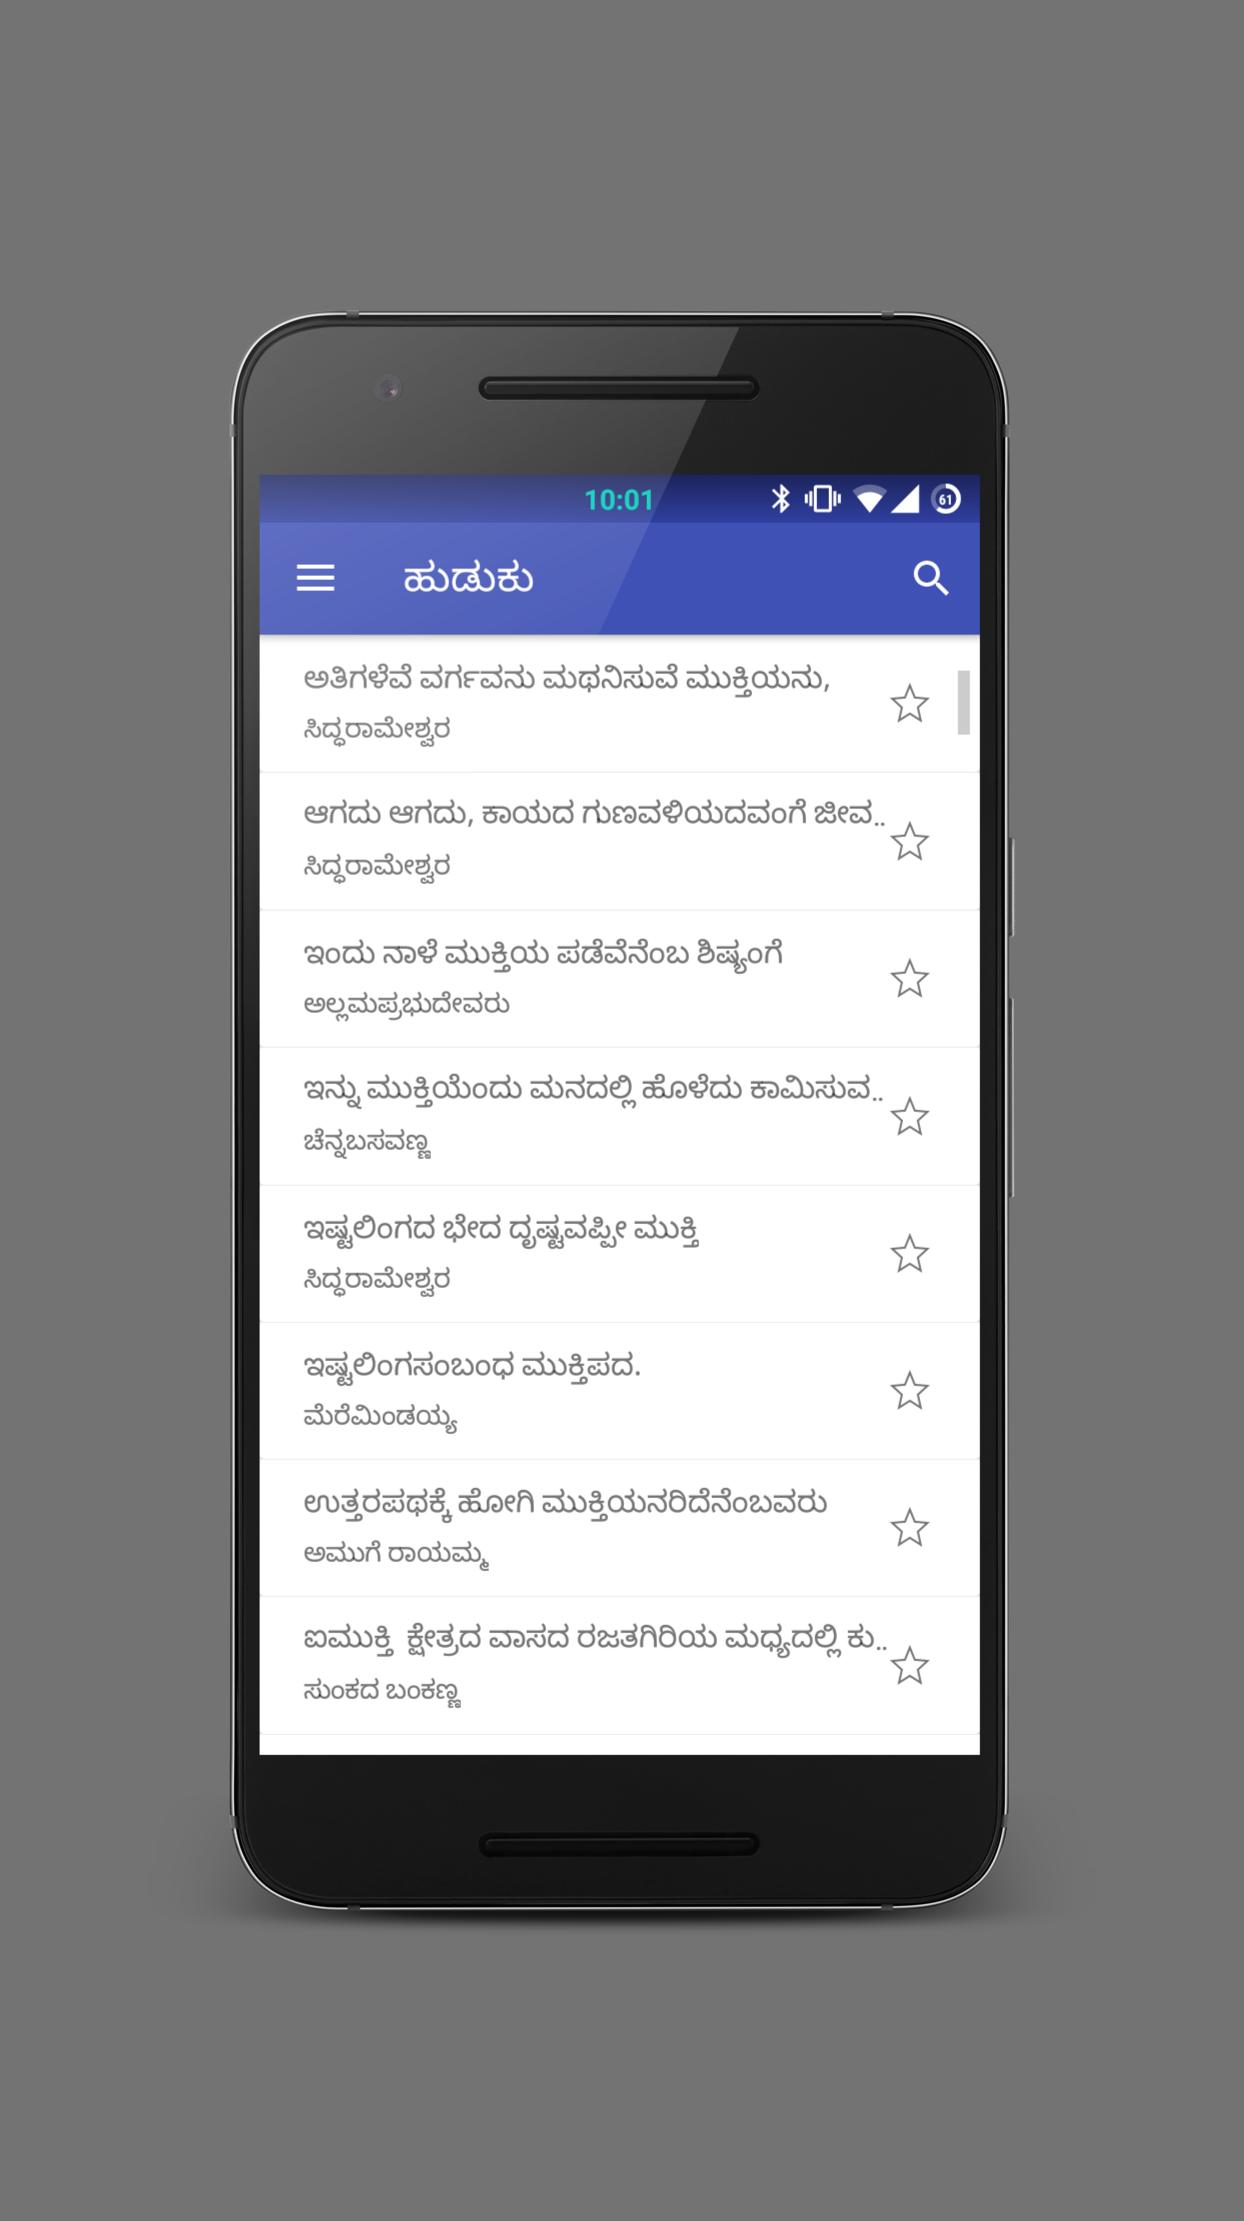 10:01
61
ಹುಡುಕು
ಅತಿಗಳೆವೆ ವರ್ಗವನು ಮಥನಿಸುವೆ ಮುಕ್ತಿಯನು,
ಸಿದ್ಧರಾಮೇಶ್ವರ
ಆಗದು ಆಗದು, ಕಾಯದ ಗುಣವಳಿಯದವಂಗೆ ಜೀವ..
ಸಿದ್ಧರಾಮೇಶ್ವರ
ಇಂದು ನಾಳೆ ಮುಕ್ತಿಯ ಪಡೆವೆನೆಂಬ ಶಿಷ್ಯಂಗೆ
ಅಲ್ಲಮಪ್ರಭುದೇವರು
ಇನ್ನು ಮುಕ್ತಿಯೆಂದು ಮನದಲ್ಲಿ ಹೊಳೆದು ಕಾಮಿಸುವ..
ಚೆನ್ನಬಸವಣ್ಣ
ಇಷ್ಟಲಿಂಗದ ಭೇದ ದೃಷ್ಟವಪ್ಪೀ ಮುಕ್ತಿ
ಸಿದ್ಧರಾಮೇಶ್ವರ
ಇಷ್ಟಲಿಂಗಸಂಬಂಧ ಮುಕ್ತಿಪದ.
ಮೆರೆಮಿಂಡಯ್ಯ
ಉತ್ತರಪಥಕ್ಕೆ ಹೋಗಿ ಮುಕ್ತಿಯನರಿದೆನೆಂಬವರು
ಅಮುಗೆ ರಾಯಮ್ಮ
ಐಮುಕ್ತಿ ಕ್ಷೇತ್ರದ ವಾಸದ ರಜತಗಿರಿಯ ಮಧ್ಯದಲ್ಲಿ ಕು..
ಸುಂಕದ ಬಂಕಣ್ಣ